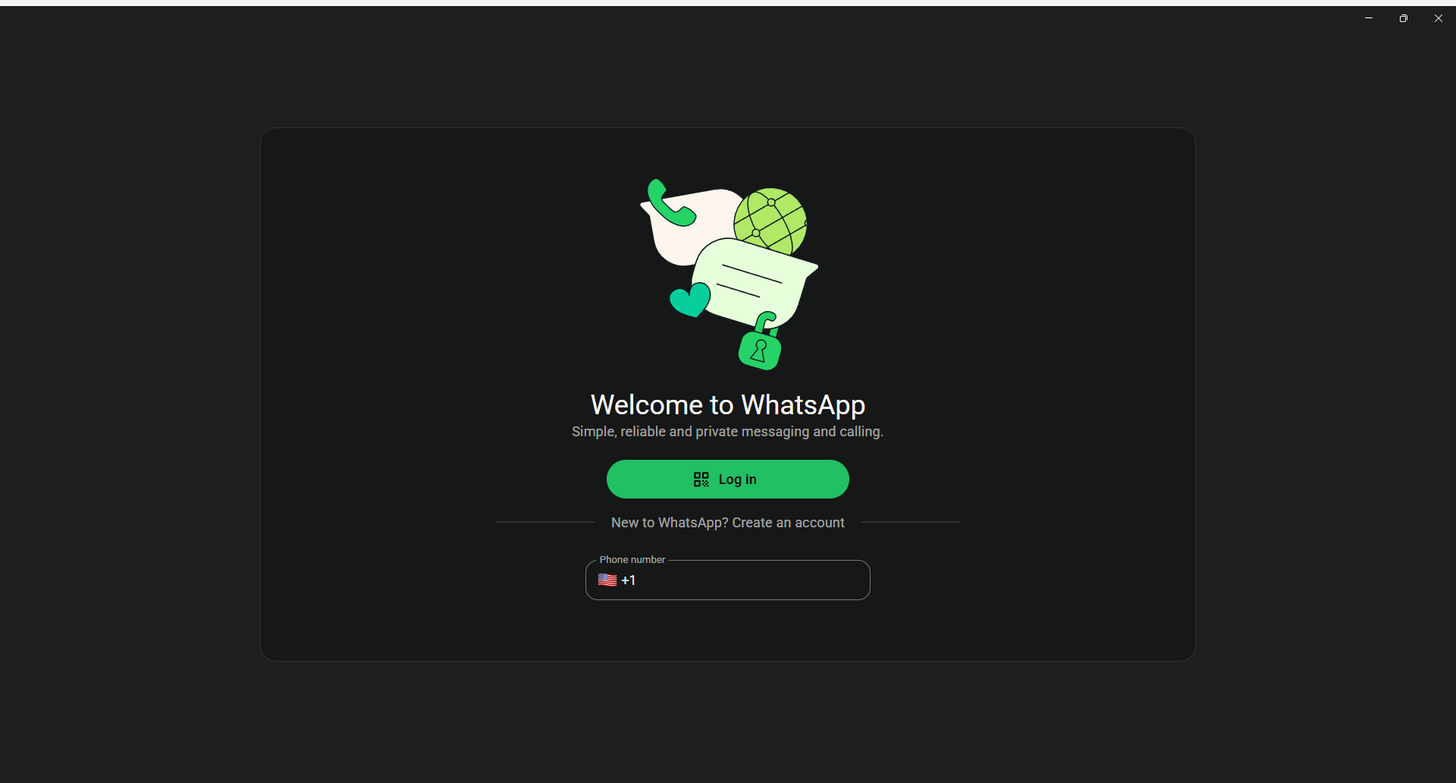 Welcome to WhatsApp
Simple, reliable and private messaging and calling.
Log in
New to WhatsApp? Create an account
Phone number
+1